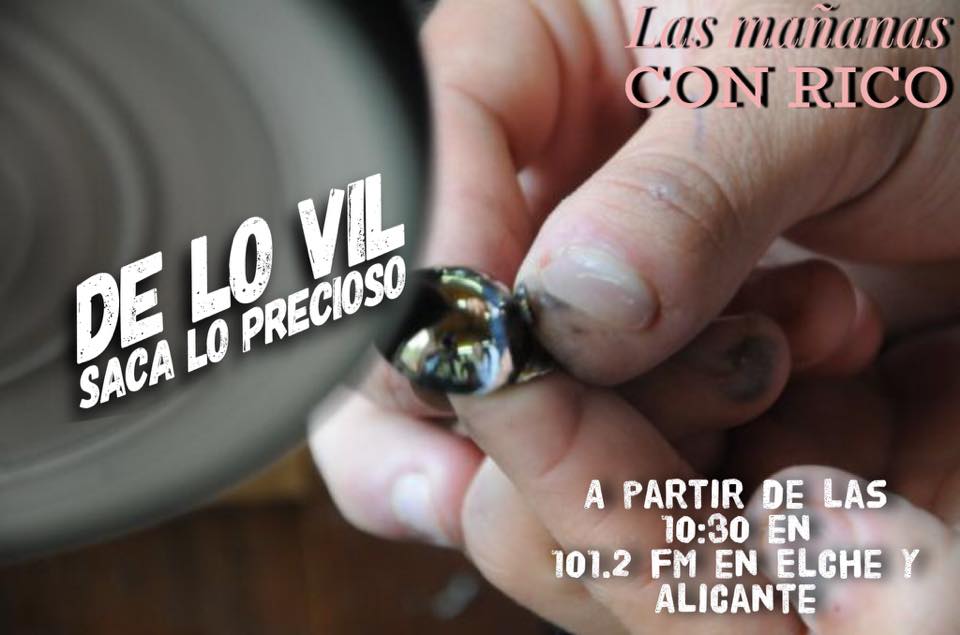 Las mañanas
CON RICO
DE LO VIL
SACA LO PRECIOSO
A PARTIR DE LAS
10:30 EN
101.2 FM EN ELCHE Y
ALICANTE